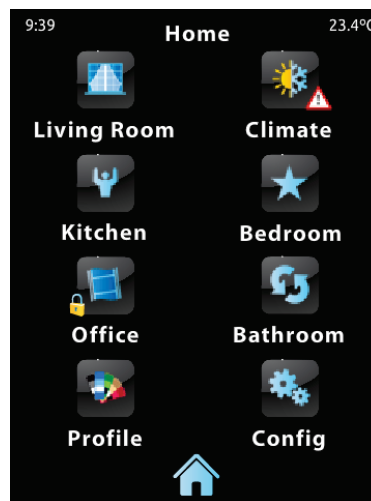 9:39
Home
23.4°C
Living Room
Climate
Kitchen
Bedroom
Office
Bathroom
Profile
Config